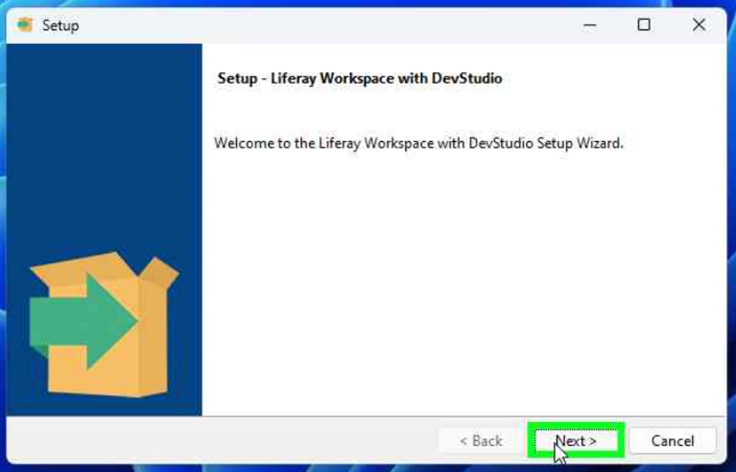 Setup
Setup - Liferay Workspace with DevStudio
Welcome to the Liferay Workspace with DevStudio Setup Wizard.
< Back Next > Cancel